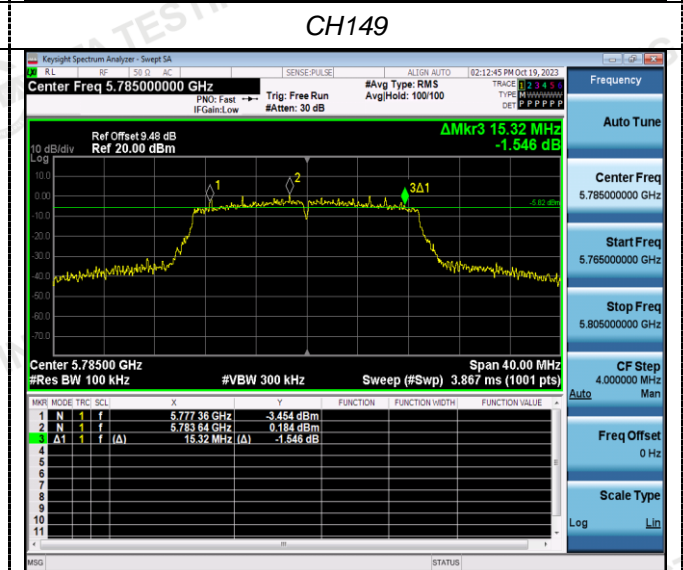 CH149
Keysight Spectrum Analyzer - Swept SA
RL RF 50 Ω AC SENSE:PULSE ALIGN AUTO 02:12:45 PM Oct 19, 2023
Center Freq 5.785000000 GHz
PNO: Fast
IFGain:Low
Trig: Free Run
#Atten: 30 dB
#Avg Type: RMS
Avg|Hold: 100/100
TRACE 1 2 3 4 5 6
TYPE M W W W W W
DET P P P P P P
Frequency
Auto Tune
Center Freq
5.785000000 GHz
Start Freq
5.765000000 GHz
Stop Freq
5.805000000 GHz
CF Step
4.000000 MHz
Auto Man
Freq Offset
0 Hz
Scale Type
Log Lin
ΔMkr3 15.32 MHz
-1.546 dB
Ref Offset 9.48 dB
10 dB/div Ref 20.00 dBm
Log
10.0
0.00
-10.0
-20.0
-30.0
-40.0
-50.0
-60.0
-70.0
1
2
3Δ1
-5.82 dBm
Center 5.78500 GHz Span 40.00 MHz
#Res BW 100 kHz #VBW 300 kHz Sweep (#Swp) 3.867 ms (1001 pts)
MKR MODE TRC SCL X Y FUNCTION FUNCTION WIDTH FUNCTION VALUE
1 N 1 f 5.777 36 GHz -3.454 dBm
2 N 1 f 5.783 64 GHz 0.184 dBm
3 Δ1 1 f (Δ) 15.32 MHz (Δ) -1.546 dB
4
5
6
7
8
9
10
11
MSG STATUS